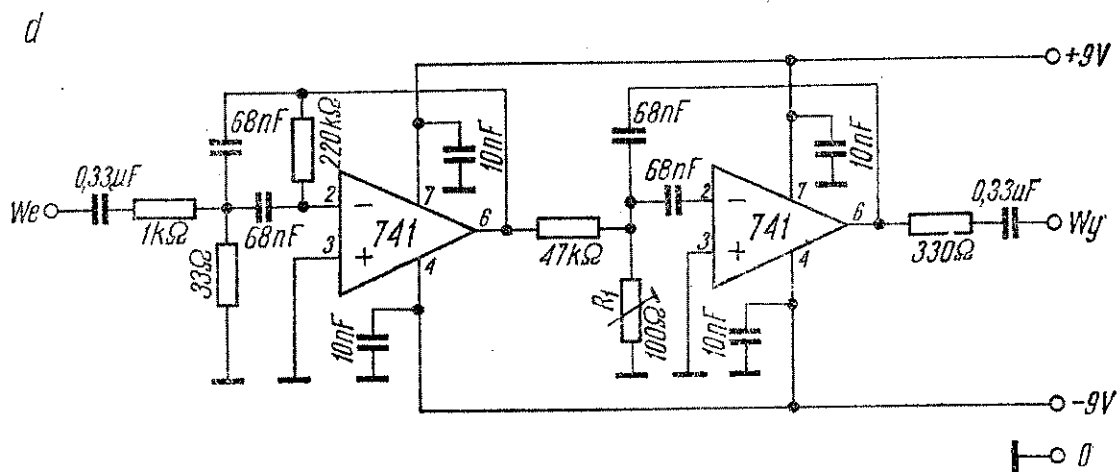 d
+9V
68nF
220kΩ
10nF
68nF
10nF
0,33µF
We
1kΩ
68nF
33Ω
2
3
741
7
6
4
10nF
47kΩ
68nF
R1
100Ω
2
3
741
7
6
4
10nF
330Ω
0,33uF
Wy
-9V
0